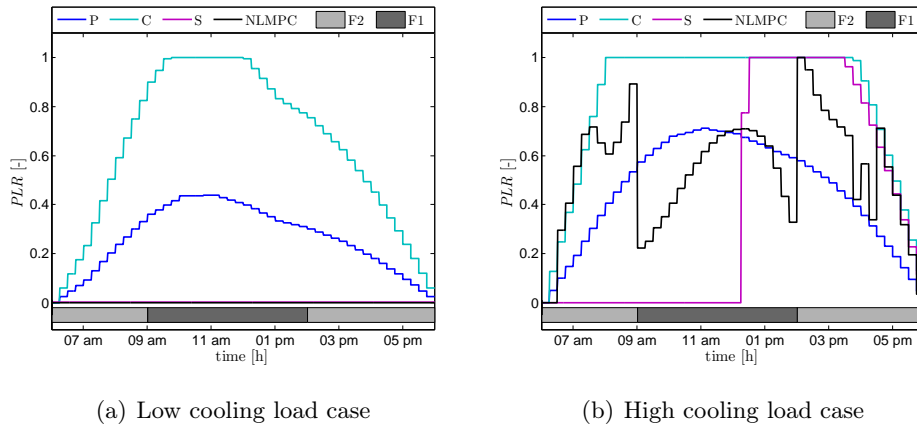 P C S NLMPC F2 F1
1
0.8
0.6
0.4
0.2
0
PLR [-]
07 am 09 am 11 am 01 pm 03 pm 05 pm
time [h]
(a) Low cooling load case
P C S NLMPC F2 F1
1
0.8
0.6
0.4
0.2
0
PLR [-]
07 am 09 am 11 am 01 pm 03 pm 05 pm
time [h]
(b) High cooling load case